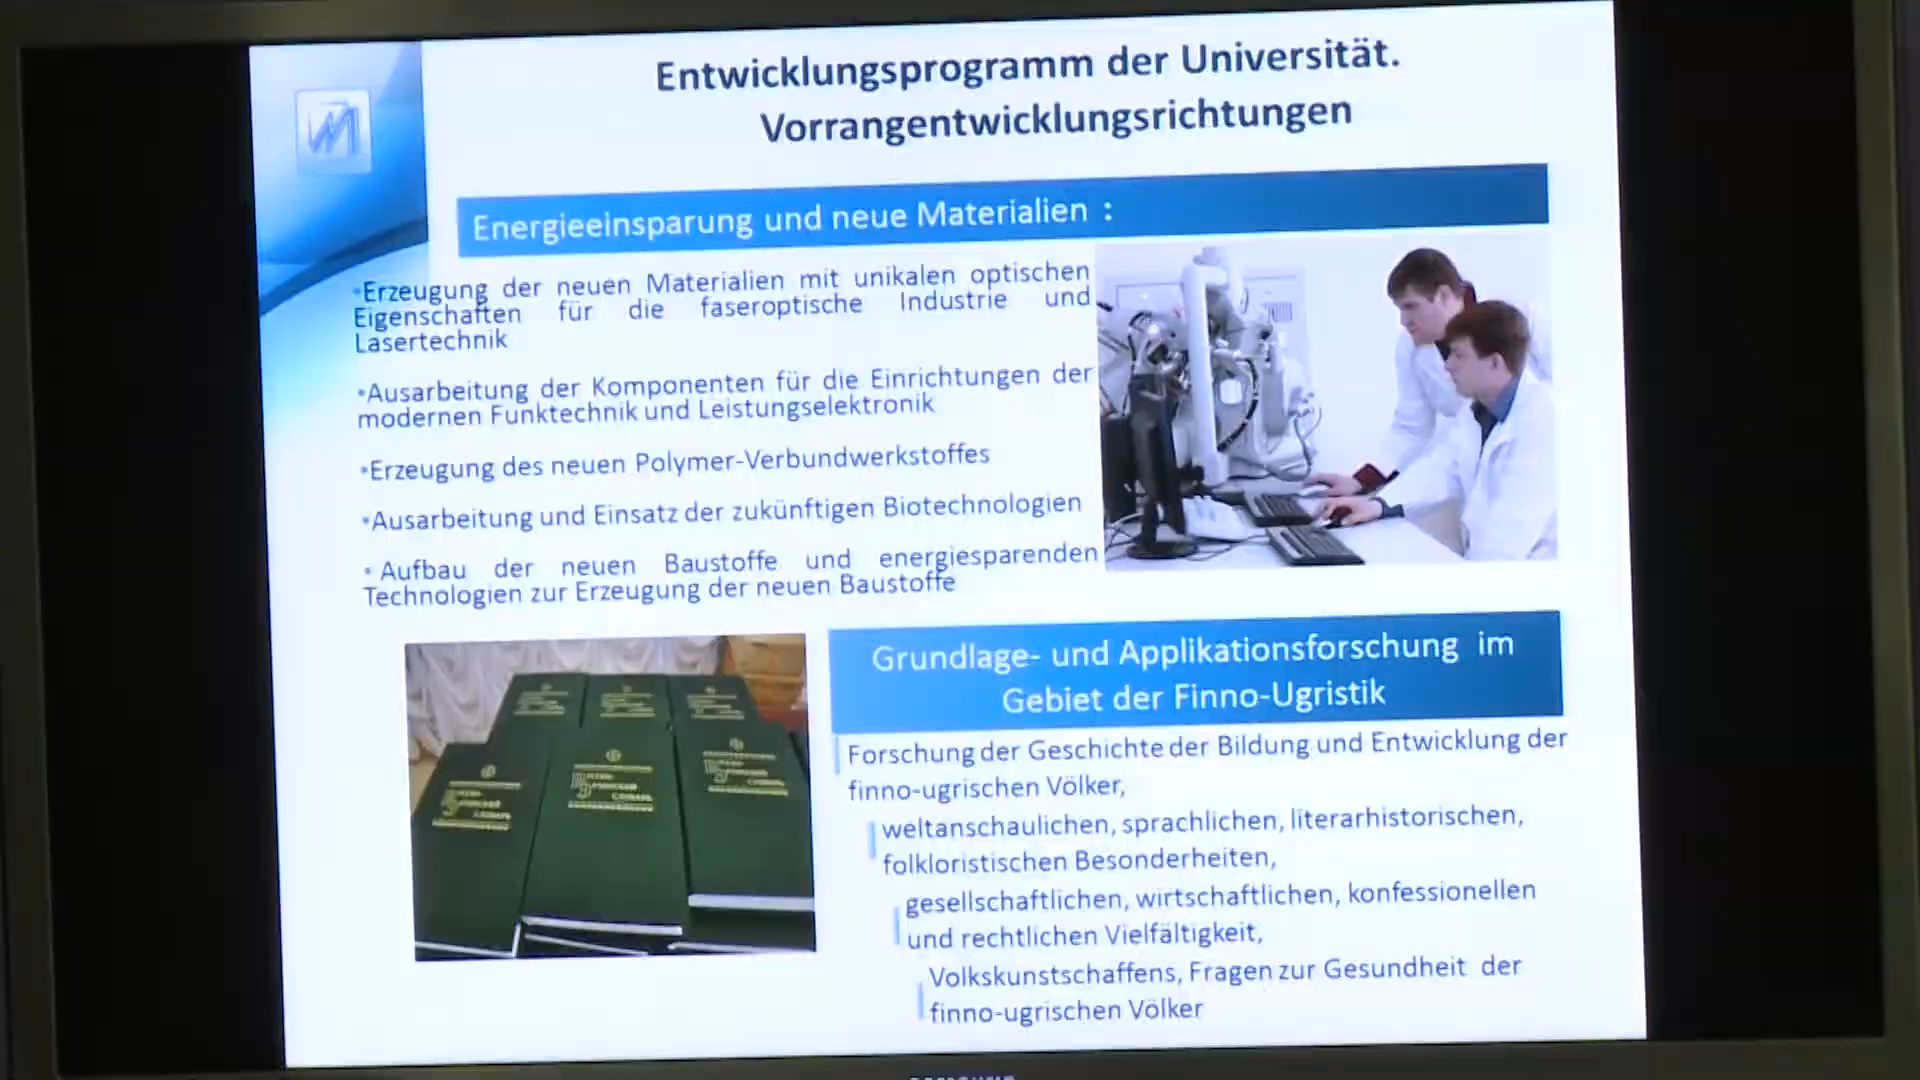 Entwicklungsprogramm der Universität.
Vorrangentwicklungsrichtungen
Energieeinsparung und neue Materialien :
•Erzeugung der neuen Materialien mit unikalen optischen
Eigenschaften für die faseroptische Industrie und
Lasertechnik
•Ausarbeitung der Komponenten für die Einrichtungen der
modernen Funktechnik und Leistungselektronik
•Erzeugung des neuen Polymer-Verbundwerkstoffes
•Ausarbeitung und Einsatz der zukünftigen Biotechnologien
• Aufbau der neuen Baustoffe und energiesparenden
Technologien zur Erzeugung der neuen Baustoffe
Grundlage- und Applikationsforschung im
Gebiet der Finno-Ugristik
Forschung der Geschichte der Bildung und Entwicklung der
finno-ugrischen Völker,
weltanschaulichen, sprachlichen, literarhistorischen,
folkloristischen Besonderheiten,
gesellschaftlichen, wirtschaftlichen, konfessionellen
und rechtlichen Vielfältigkeit,
Volkskunstschaffens, Fragen zur Gesundheit der
finno-ugrischen Völker